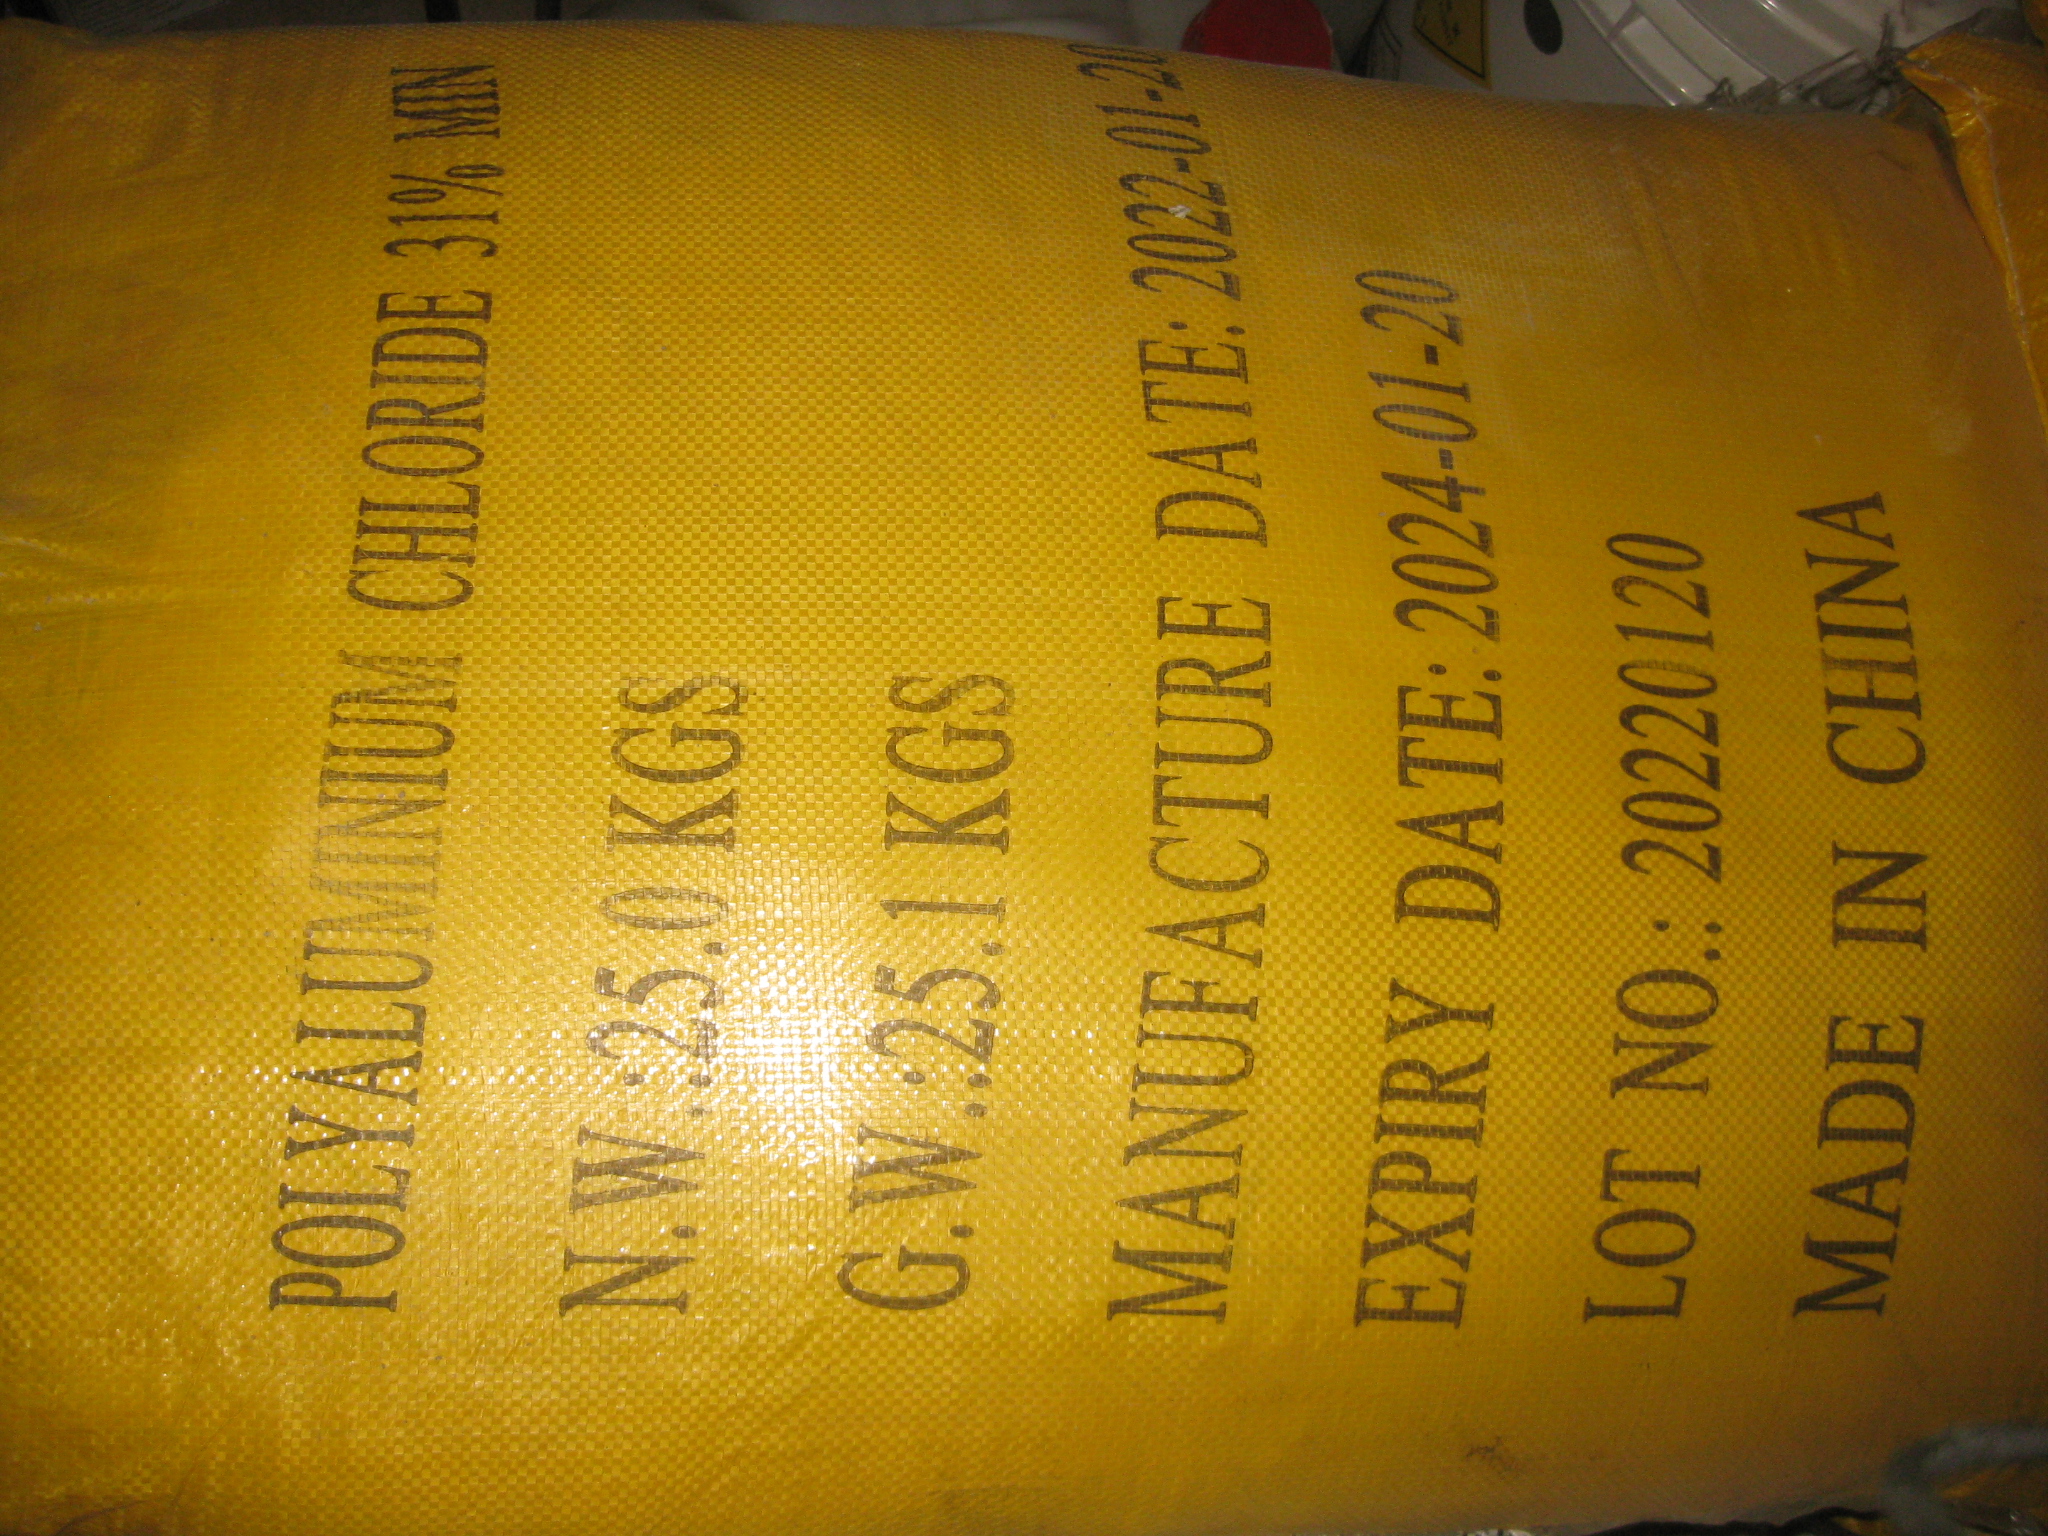 POLYALUMINIUM CHLORIDE 31% MIN
N.W.:25.0 KGS
G.W.:25.1 KGS
MANUFACTURE DATE: 2022-01-20
EXPIRY DATE: 2024-01-20
LOT NO.: 20220120
MADE IN CHINA